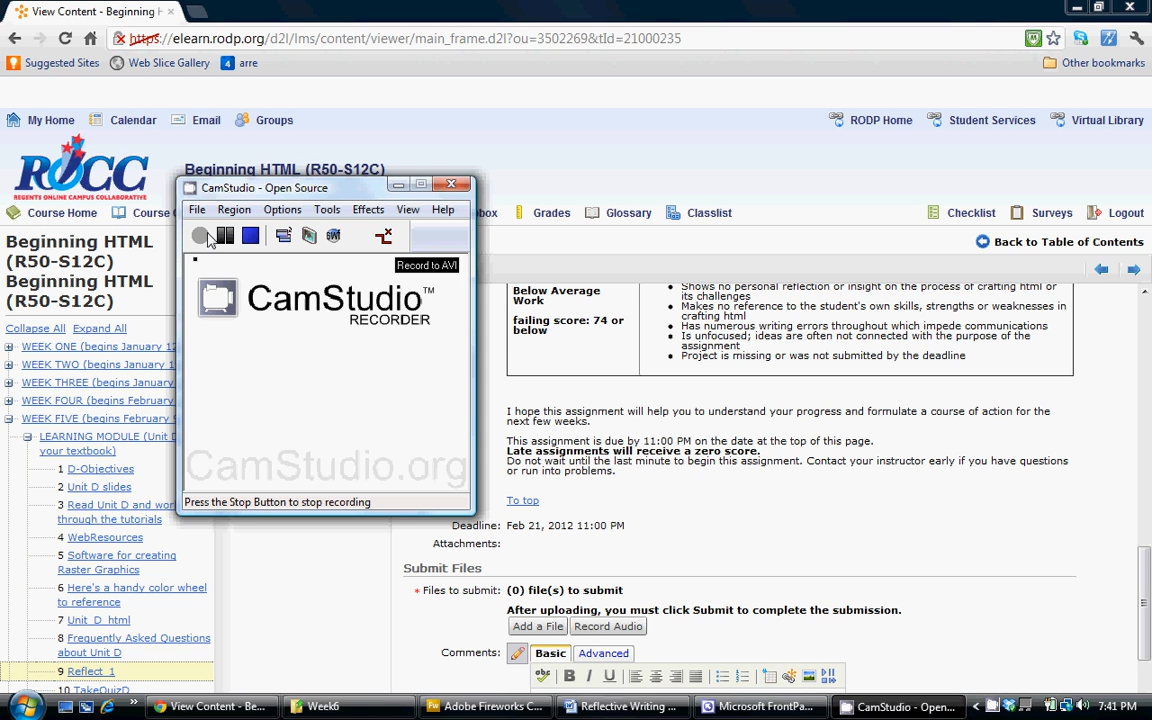 View Content - Beginning H
https://elearn.rodp.org/d2l/lms/content/viewer/main_frame.d2l?ou=3502269&tId=21000235
Suggested Sites
Web Slice Gallery
4 arre
Other bookmarks
My Home
Calendar
Email
Groups
RODP Home
Student Services
Virtual Library
ROCC
REGENTS ONLINE CAMPUS COLLABORATIVE
Beginning HTML (R50-S12C)
Course Home
Course C
box
Grades
Glossary
Classlist
Checklist
Surveys
Logout
Beginning HTML
(R50-S12C)
Beginning HTML
(R50-S12C)
Back to Table of Contents
Collapse All Expand All
WEEK ONE (begins January 12
WEEK TWO (begins January 1
WEEK THREE (begins January
WEEK FOUR (begins February
WEEK FIVE (begins February 9
LEARNING MODULE (Unit D
your textbook)
1 D-Objectives
2 Unit D slides
3 Read Unit D and wor
through the tutorials
4 WebResources
5 Software for creating
Raster Graphics
6 Here's a handy color wheel
to reference
7 Unit_D_html
8 Frequently Asked Questions
about Unit D
9 Reflect_1
10 TakeQuizD
CamStudio - Open Source
File Region Options Tools Effects View Help
Record to AVI
CamStudio™
RECORDER
CamStudio.org
Press the Stop Button to stop recording
Below Average
Work
failing score: 74 or
below
Shows no personal reflection or insight on the process of crafting html or
its challenges
Makes no reference to the student's own skills, strengths or weaknesses in
crafting html
Has numerous writing errors throughout which impede communications
Is unfocused; ideas are often not connected with the purpose of the
assignment
Project is missing or was not submitted by the deadline
I hope this assignment will help you to understand your progress and formulate a course of action for the
next few weeks.
This assignment is due by 11:00 PM on the date at the top of this page.
Late assignments will receive a zero score.
Do not wait until the last minute to begin this assignment. Contact your instructor early if you have questions
or run into problems.
To top
Deadline: Feb 21, 2012 11:00 PM
Attachments:
Submit Files
* Files to submit: (0) file(s) to submit
After uploading, you must click Submit to complete the submission.
Add a File Record Audio
Comments: Basic Advanced
abc B I U
View Content - Be...
Week6
Adobe Fireworks C...
Reflective Writing ...
Microsoft FrontPa...
CamStudio - Open...
7:41 PM